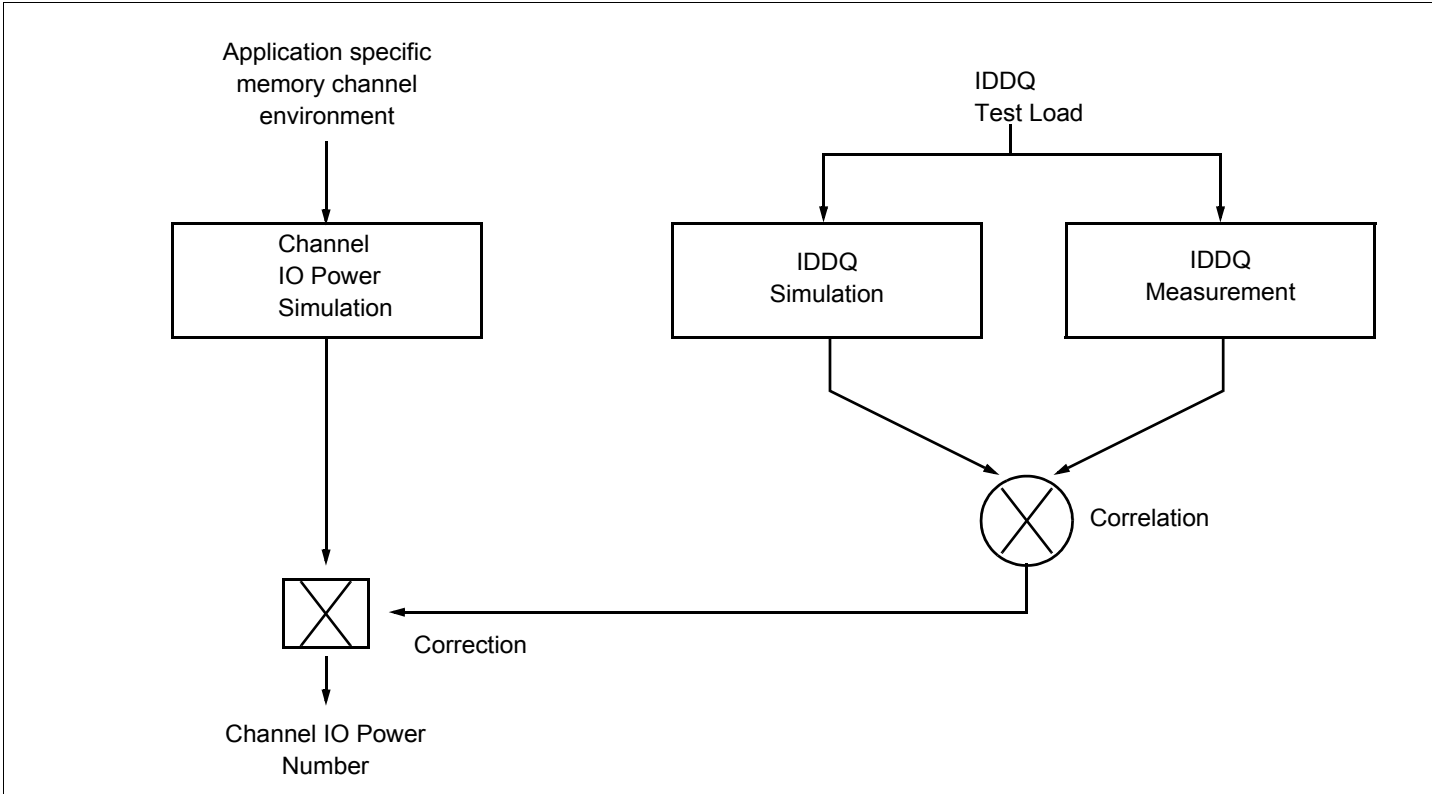 Application specific
memory channel
environment
IDDQ
Test Load
Channel
IO Power
Simulation
IDDQ
Simulation
IDDQ
Measurement
Correlation
Correction
Channel IO Power
Number